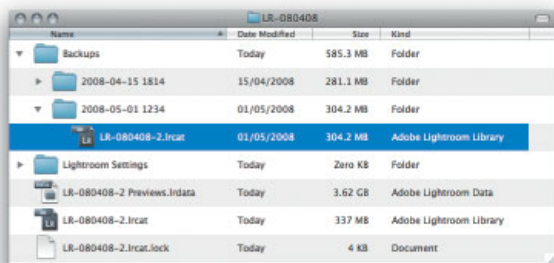 LR-080408
Name Date Modified Size Kind
Backups Today 585.3 MB Folder
2008-04-15 1814 15/04/2008 281.1 MB Folder
2008-05-01 1234 01/05/2008 304.2 MB Folder
LR-080408-2.lrcat 01/05/2008 304.2 MB Adobe Lightroom Library
Lightroom Settings Today Zero KB Folder
LR-080408-2 Previews.lrdata Today 3.62 GB Adobe Lightroom Data
LR-080408-2.lrcat Today 337 MB Adobe Lightroom Library
LR-080408-2.lrcat.lock Today 4 KB Document